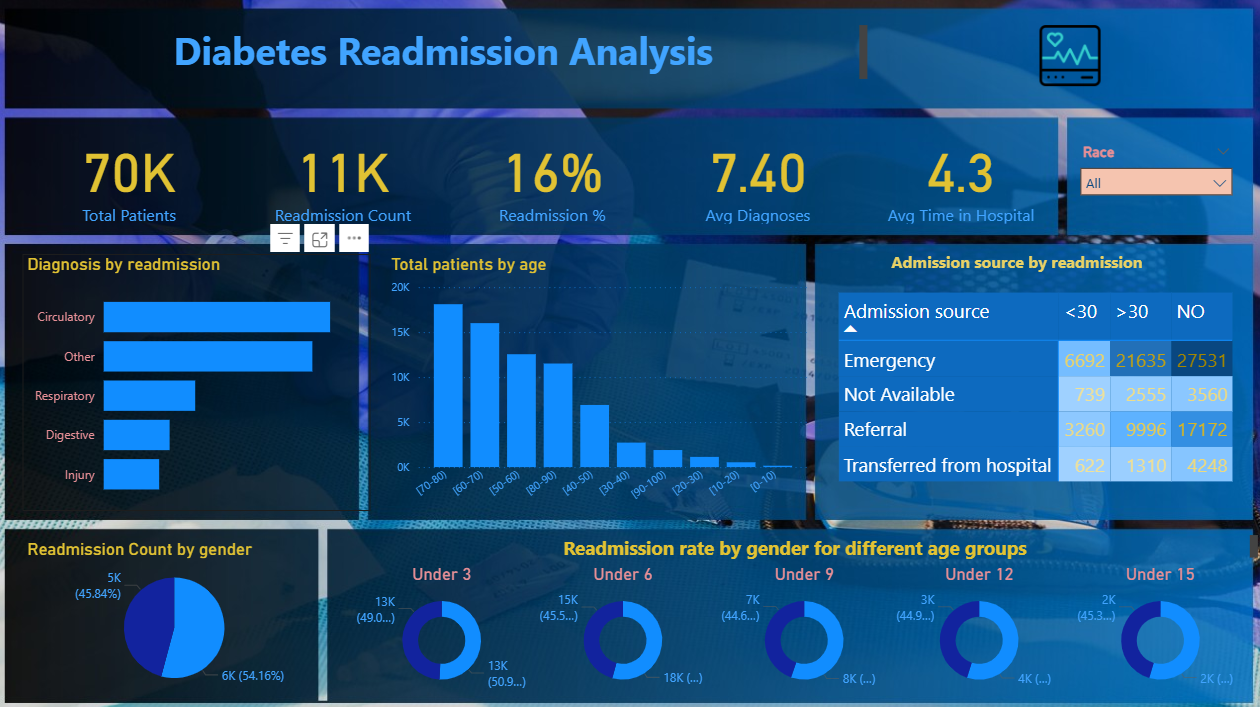 Diabetes Readmission Analysis
70K
Total Patients
11K
Readmission Count
16%
Readmission %
7.40
Avg Diagnoses
4.3
Avg Time in Hospital
Race
All
Diagnosis by readmission
Circulatory
Other
Respiratory
Digestive
Injury
Total patients by age
20K
15K
10K
5K
0K
[70-80)
[60-70)
[50-60)
[80-90)
[40-50)
[30-40)
[90-100)
[20-30)
[10-20)
[0-10)
Admission source by readmission
Admission source <30 >30 NO
Emergency 6692 21635 27531
Not Available 739 2555 3560
Referral 3260 9996 17172
Transferred from hospital 622 1310 4248
Readmission Count by gender
5K
(45.84%)
6K (54.16%)
Readmission rate by gender for different age groups
Under 3
13K
(49.0...)
13K
(50.9...)
Under 6
15K
(45.5...)
18K (...)
Under 9
7K
(44.6...)
8K (...)
Under 12
3K
(44.9...)
4K (...)
Under 15
2K
(45.3...)
2K (...)